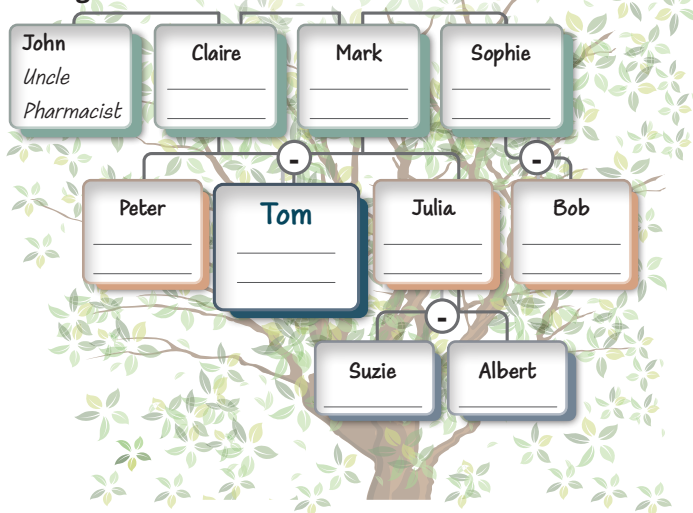 John
Uncle
Pharmacist
Claire
Mark
Sophie
-
-
Peter
Tom
Julia
Bob
-
Suzie
Albert